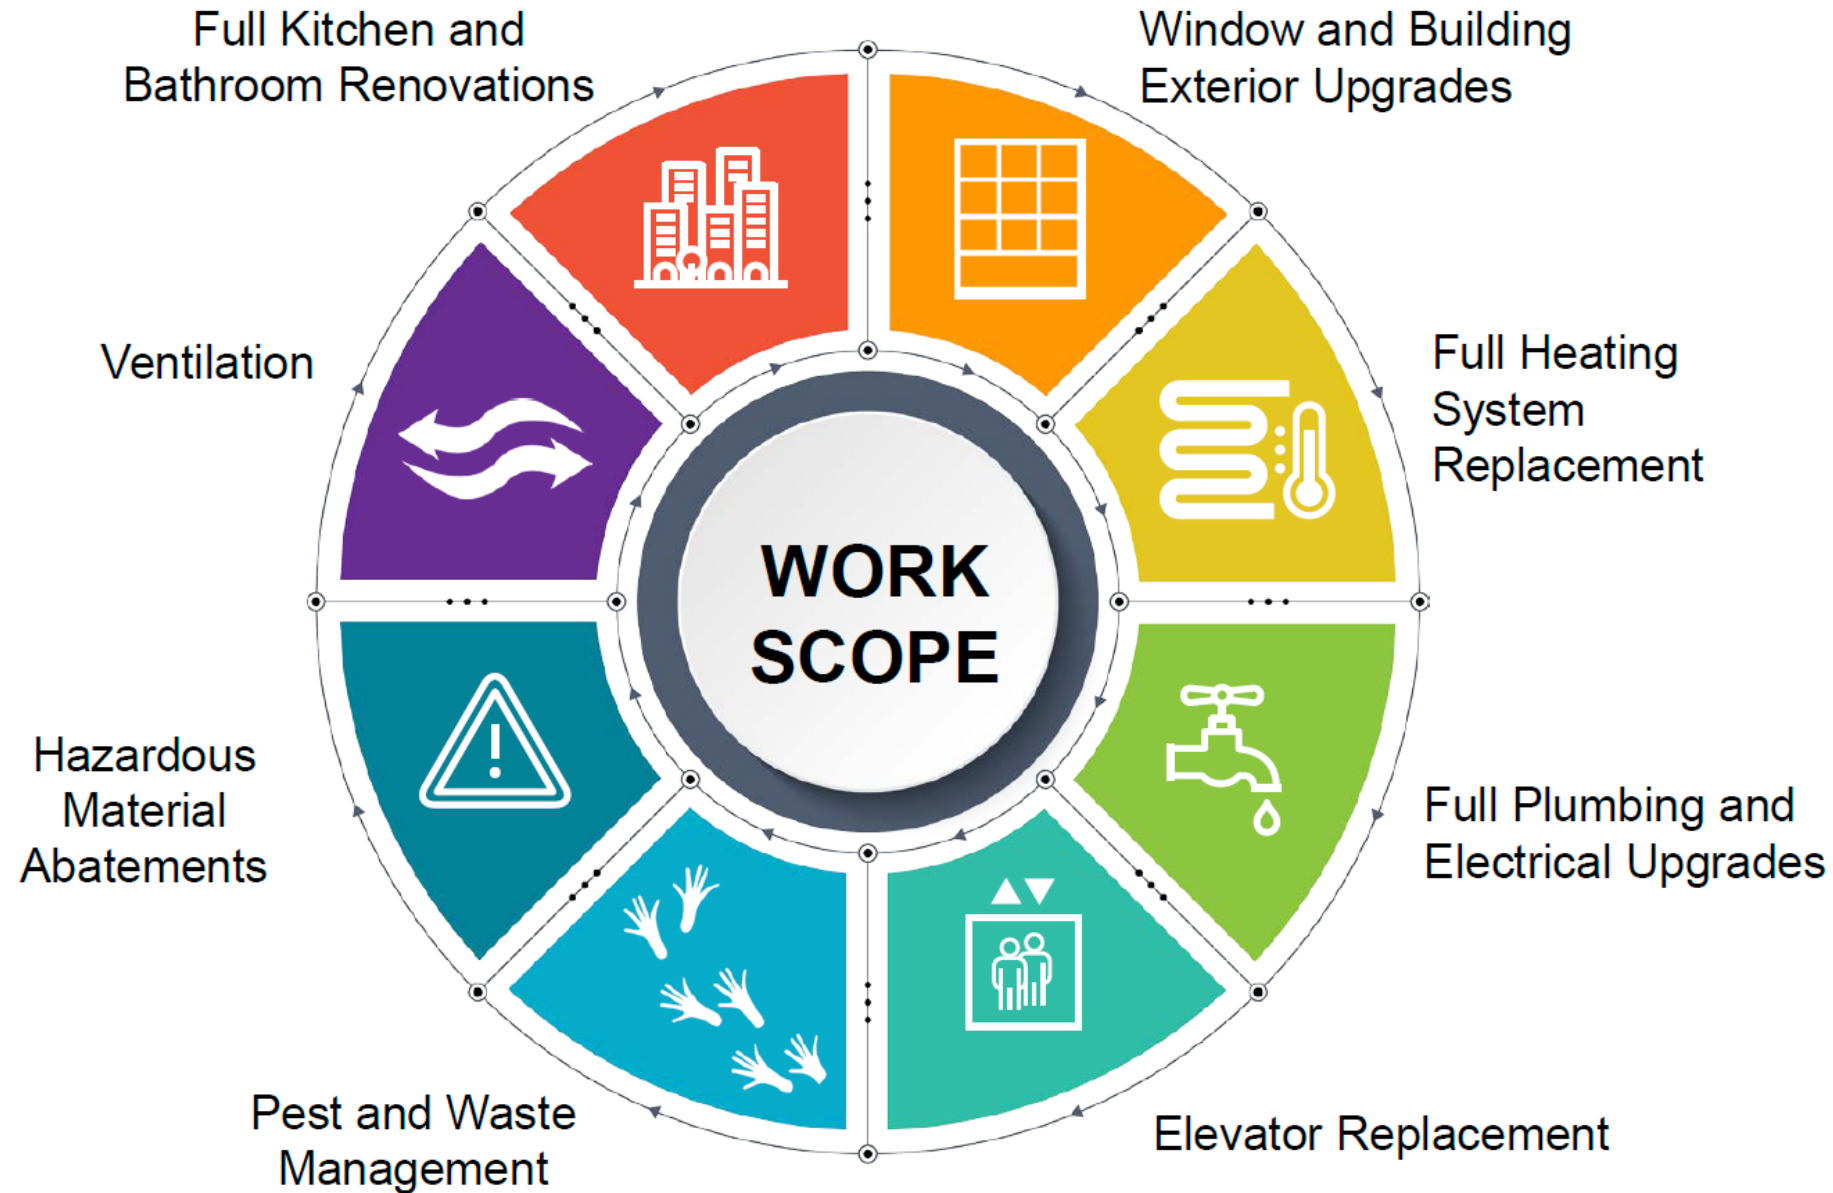 Full Kitchen and
Bathroom Renovations
Window and Building
Exterior Upgrades
Ventilation
Full Heating
System
Replacement
WORK
SCOPE
Hazardous
Material
Abatements
Full Plumbing and
Electrical Upgrades
Pest and Waste
Management
Elevator Replacement